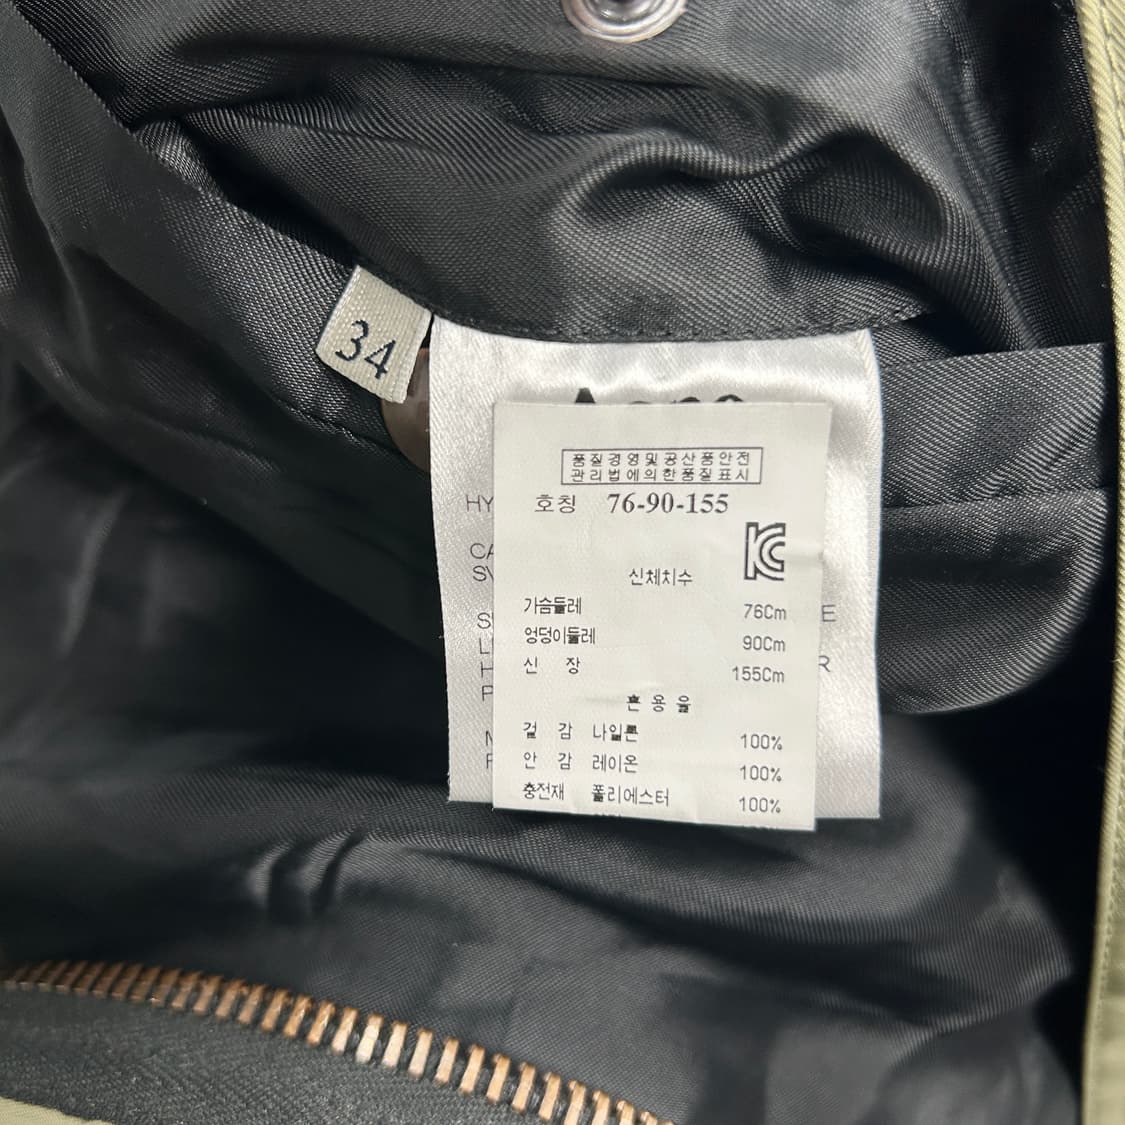 34
품질경영및공산품안전
관리법에의한품질표시
HY
호칭 76-90-155
KC
CA
신체치수
가슴둘레 76Cm
E
엉덩이둘레 90Cm
신 장 155Cm
R
혼 용 율
겉 감 나일론 100%
안 감 레이온 100%
충전재 폴리에스터 100%